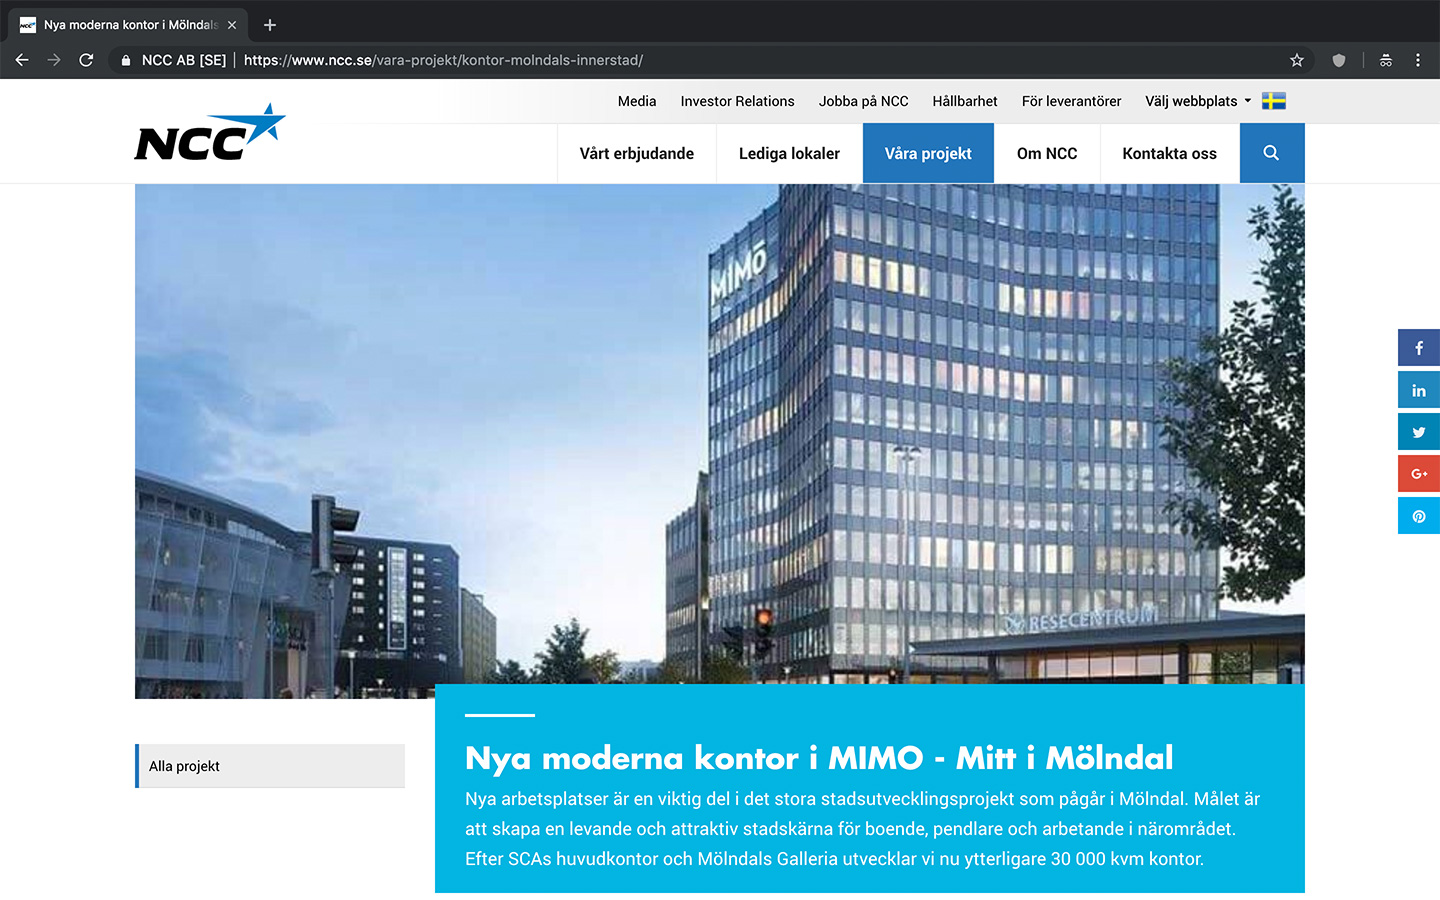 NCC
Nya moderna kontor i Mölndals
NCC AB [SE]
https://www.ncc.se/vara-projekt/kontor-molndals-innerstad/
Media
Investor Relations
Jobba på NCC
Hållbarhet
För leverantörer
Välj webbplats
NCC
Vårt erbjudande
Lediga lokaler
Våra projekt
Om NCC
Kontakta oss
MIMō
RESECENTRUM
f
in
G+
Alla projekt
Nya moderna kontor i MIMO - Mitt i Mölndal
Nya arbetsplatser är en viktig del i det stora stadsutvecklingsprojekt som pågår i Mölndal. Målet är
att skapa en levande och attraktiv stadskärna för boende, pendlare och arbetande i närområdet.
Efter SCAs huvudkontor och Mölndals Galleria utvecklar vi nu ytterligare 30 000 kvm kontor.